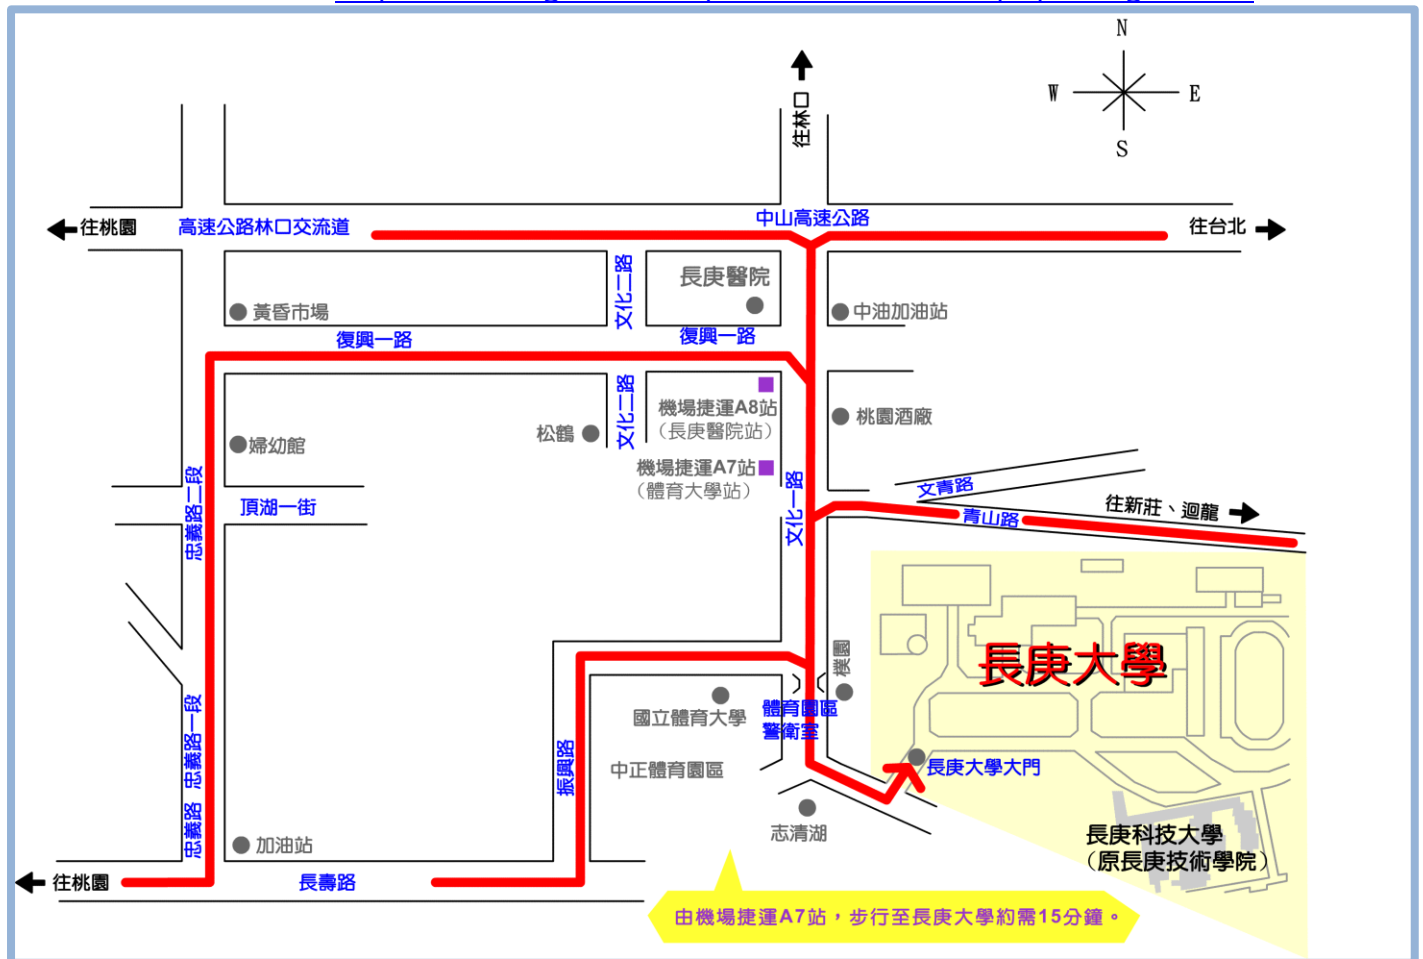 N
W
E
S
往林口
往桃園
高速公路林口交流道
中山高速公路
往台北
長庚醫院
黃昏市場
文化二路
中油加油站
復興一路
復興一路
文化二路
機場捷運A8站
(長庚醫院站)
桃園酒廠
松鶴
婦幼館
機場捷運A7站
(體育大學站)
忠義路二段
頂湖一街
文化一路
文青路
青山路
往新莊、迴龍
長庚大學
樸園
國立體育大學
體育園區
警衛室
忠義路一段
振興路
中正體育園區
長庚大學大門
忠義路
加油站
志清湖
長庚科技大學
(原長庚技術學院)
往桃園
長壽路
由機場捷運A7站，步行至長庚大學約需15分鐘。